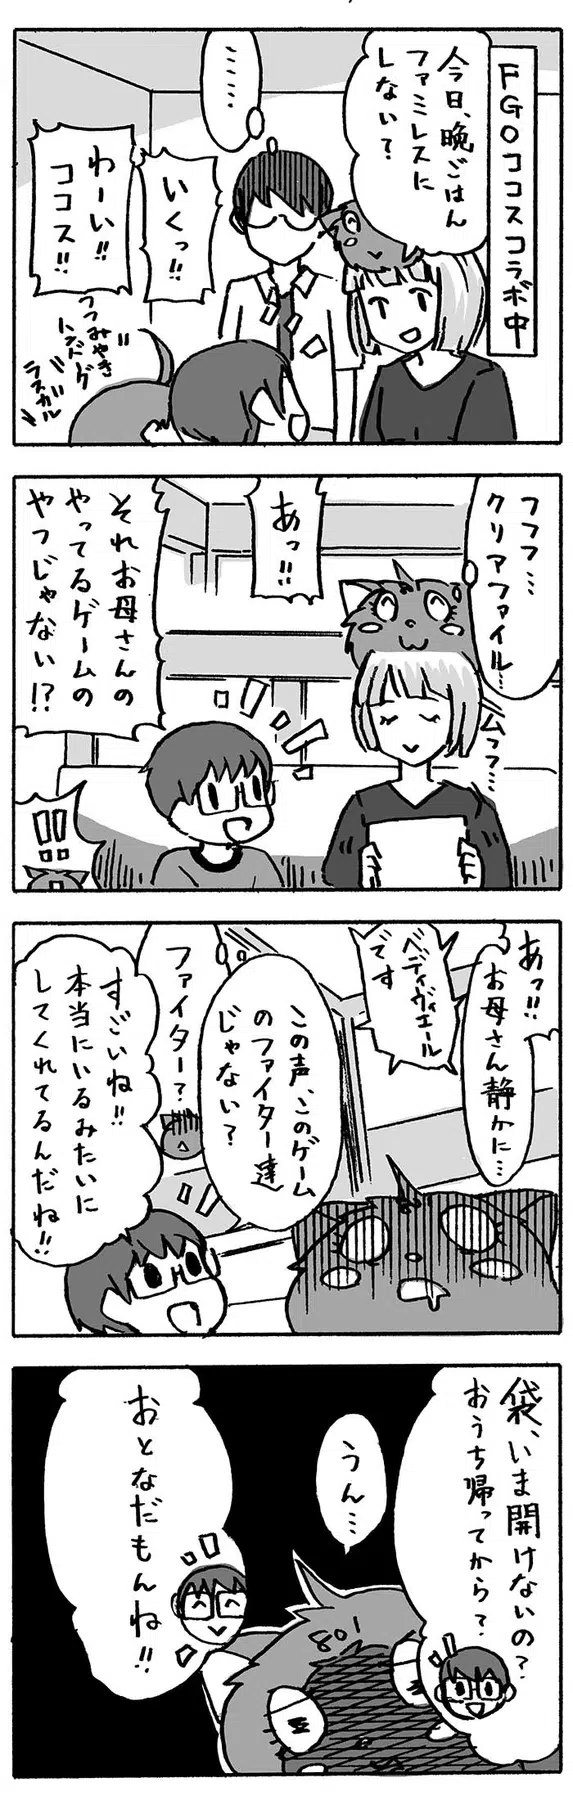 FGOココスコラボ中
今日、晩ごはん
ファミレスに
しない？
……
いくっ!!
わーい!!
ココス!!
つつみやき
ハンバーグ
ラスカル
フフフ…
クリアファイル…
ムフフ…
あっ!!
それお母さんの
やってるゲームの
やつじゃない!?
!!
あっ!!
お母さん静かに…
ベディヴィエール
です
この声、このゲーム
のファイター達
じゃない？
ファイター？
すごいね!!
本当にいるみたいに
してくれてるんだね!!
袋、いま開けないの？
おうち帰ってから？
うん…
801
おとなだもんね!!